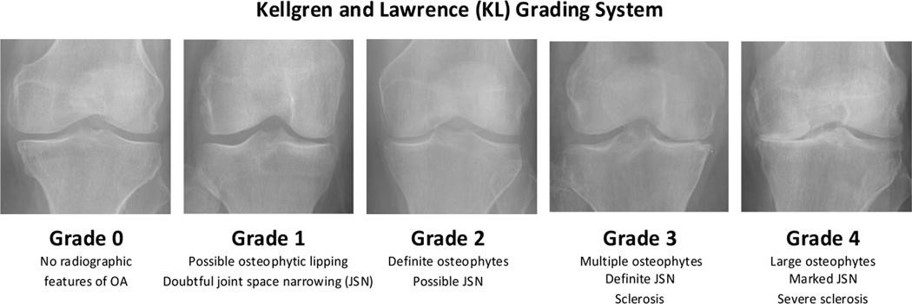 Kellgren and Lawrence (KL) Grading System
Grade 0
No radiographic
features of OA
Grade 1
Possible osteophytic lipping
Doubtful joint space narrowing (JSN)
Grade 2
Definite osteophytes
Possible JSN
Grade 3
Multiple osteophytes
Definite JSN
Sclerosis
Grade 4
Large osteophytes
Marked JSN
Severe sclerosis